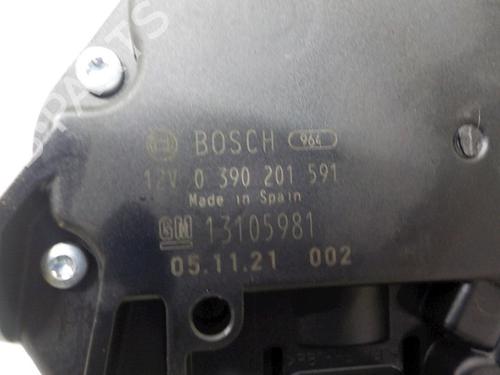 BOSCH 964
12V 0 390 201 591
Made in Spain
GM 13105981
05.11.21 002